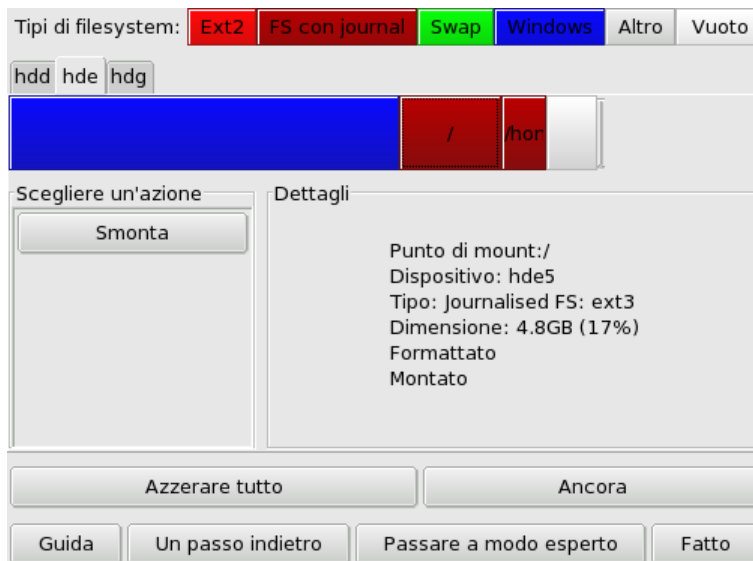 Tipi di filesystem: Ext2 FS con journal Swap Windows Altro Vuoto
hdd hde hdg
/ /hor
Scegliere un'azione
Smonta
Dettagli
Punto di mount:/
Dispositivo: hde5
Tipo: Journalised FS: ext3
Dimensione: 4.8GB (17%)
Formattato
Montato
Azzerare tutto Ancora
Guida Un passo indietro Passare a modo esperto Fatto